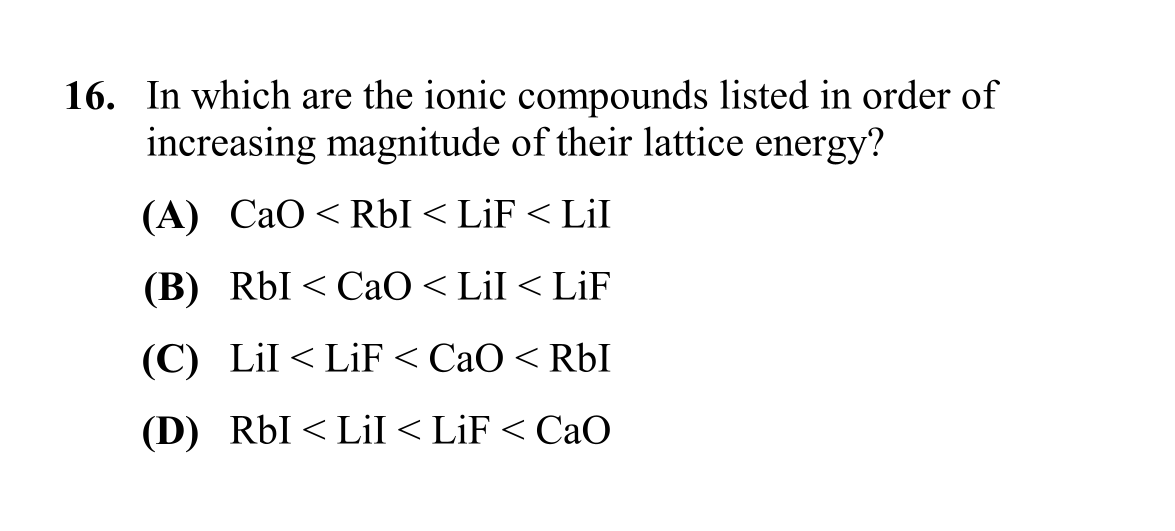 16. In which are the ionic compounds listed in order of
increasing magnitude of their lattice energy?
(A) CaO < RbI < LiF < LiI
(B) RbI < CaO < LiI < LiF
(C) LiI < LiF < CaO < RbI
(D) RbI < LiI < LiF < CaO